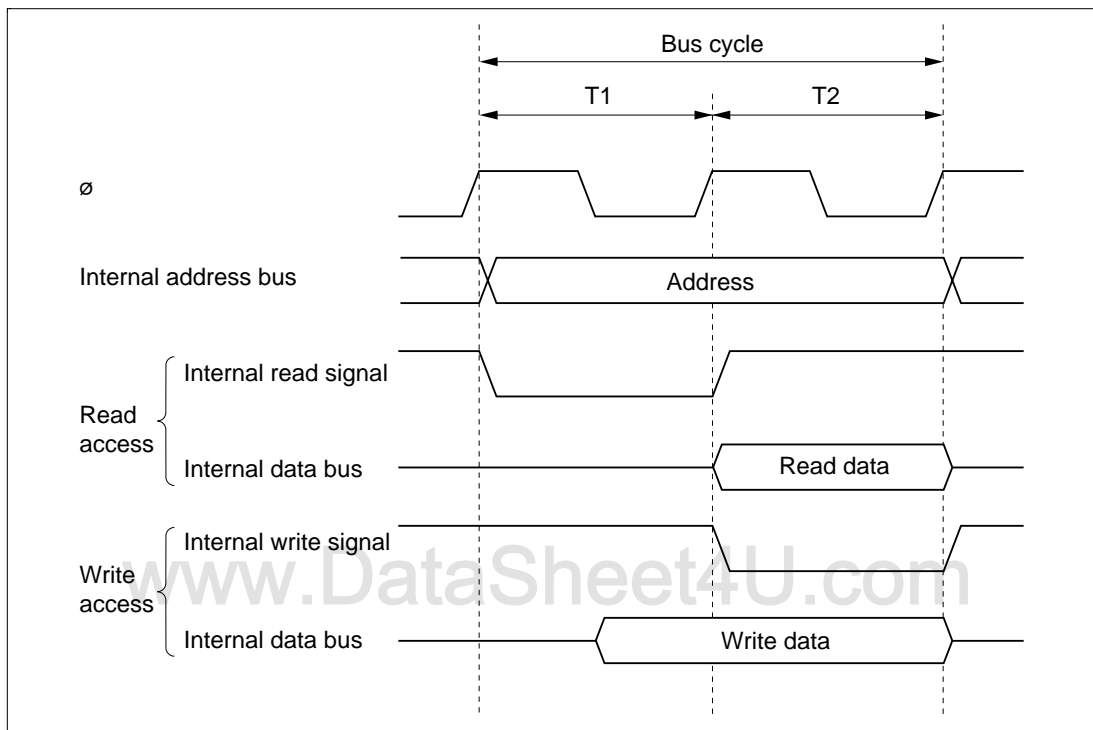 Bus cycle
T1
T2
ø
Internal address bus
Address
Read access
Internal read signal
Internal data bus
Read data
Write access
Internal write signal
Internal data bus
Write data
www.DataSheet4U.com